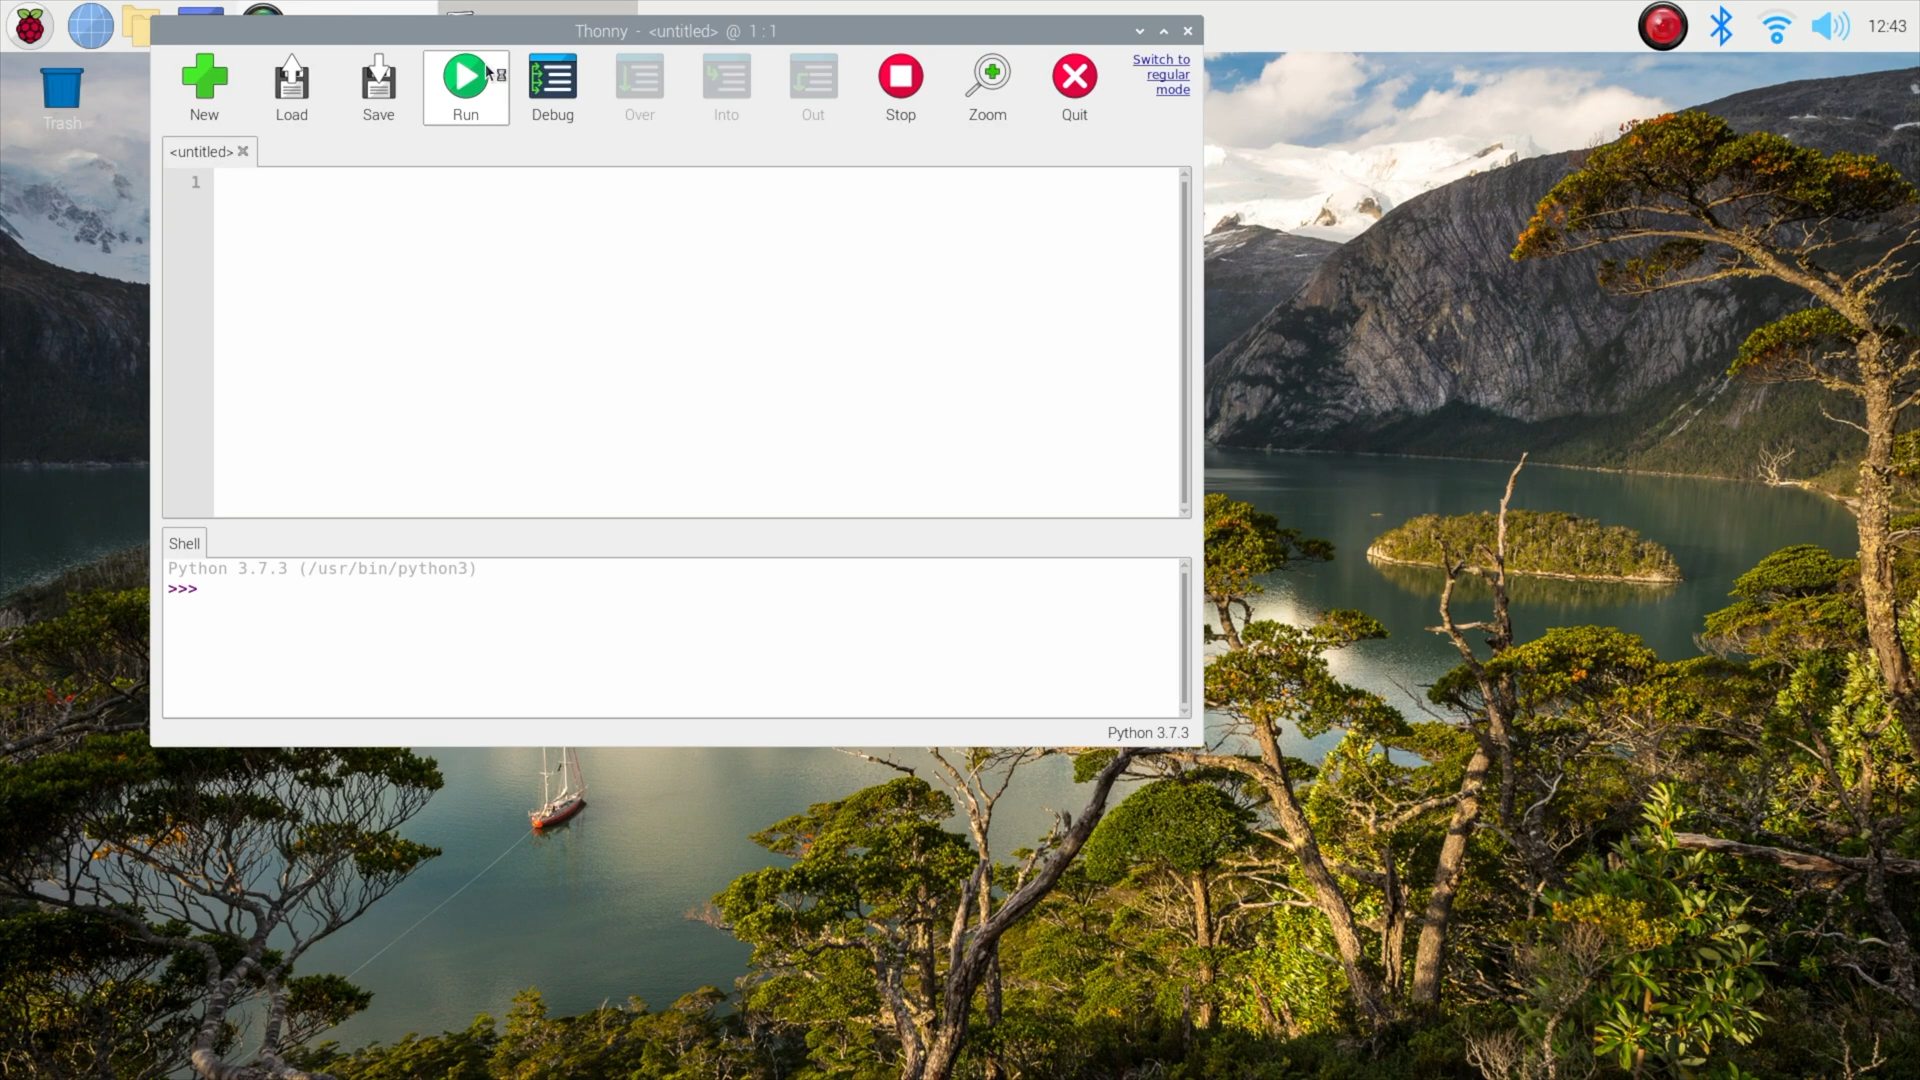 Thonny - <untitled> @ 1 : 1
12:43
Trash
New
Load
Save
Run
Debug
Over
Into
Out
Stop
Zoom
Quit
Switch to
regular
mode
<untitled>
1
Shell
Python 3.7.3 (/usr/bin/python3)
>>>
Python 3.7.3